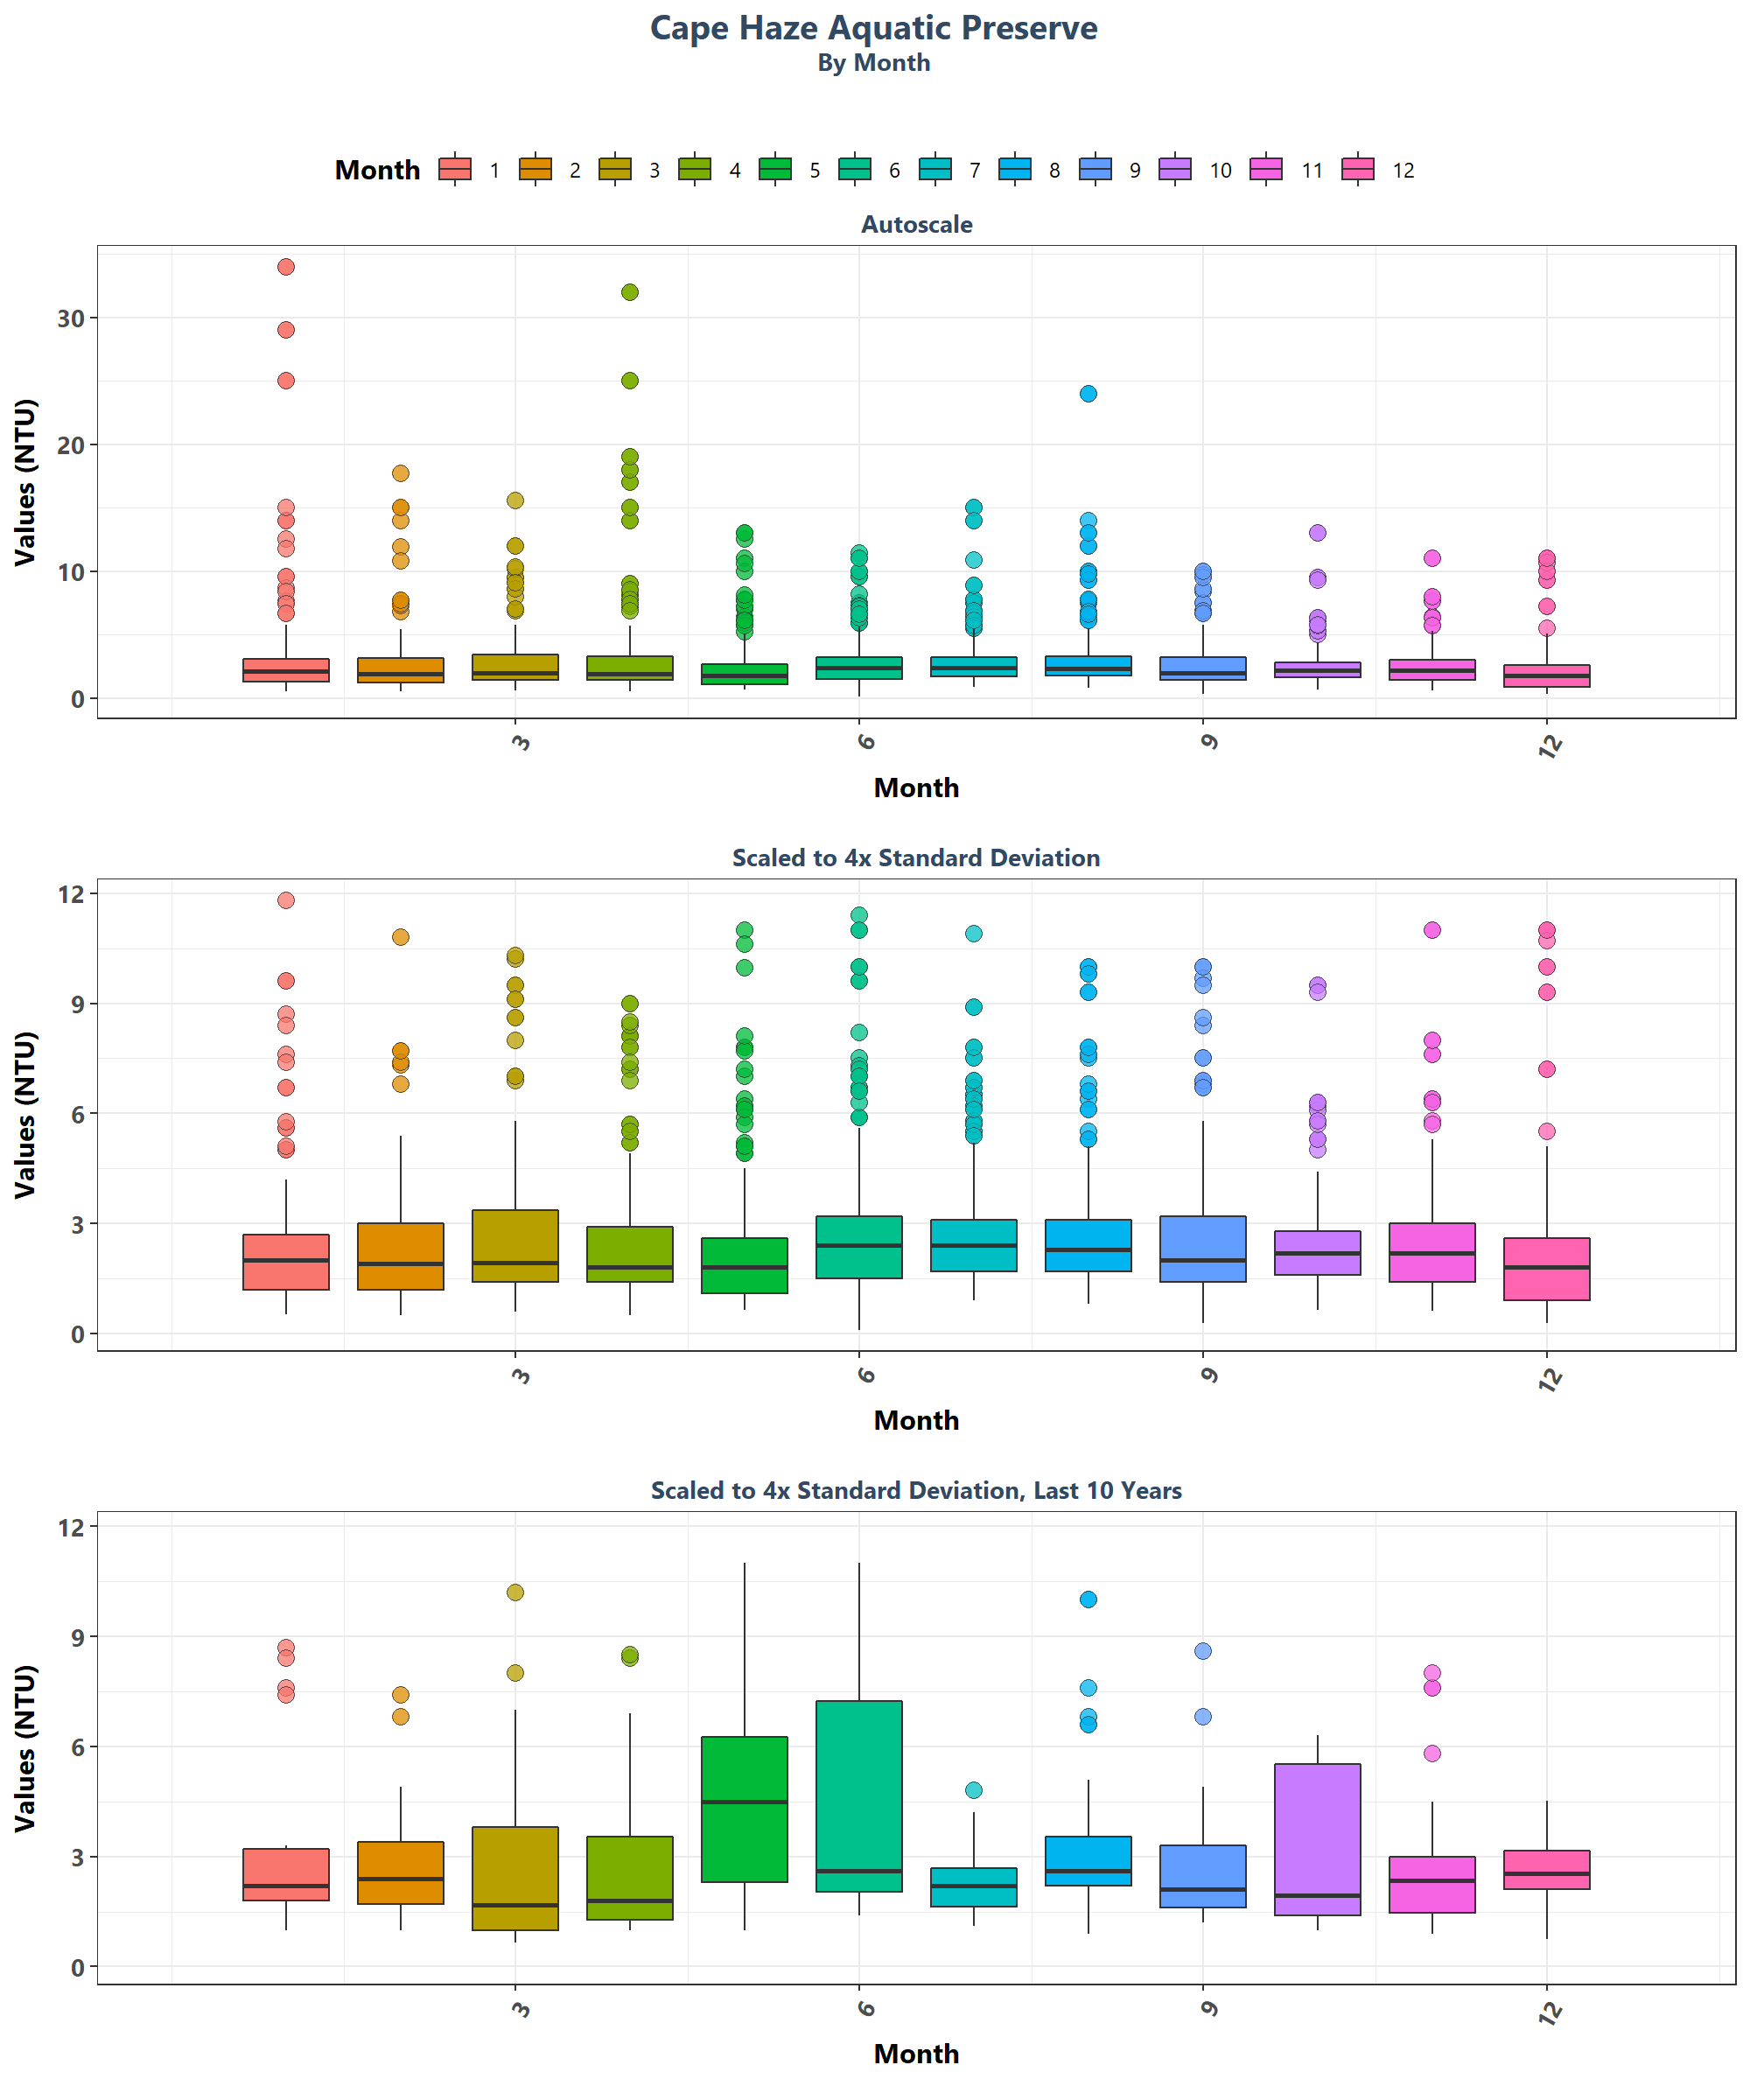 Cape Haze Aquatic Preserve
By Month
Month 1 2 3 4 5 6 7 8 9 10 11 12
Autoscale
Values (NTU)
30
20
10
0
3 6 9 12
Month
Scaled to 4x Standard Deviation
Values (NTU)
12
9
6
3
0
3 6 9 12
Month
Scaled to 4x Standard Deviation, Last 10 Years
Values (NTU)
12
9
6
3
0
3 6 9 12
Month